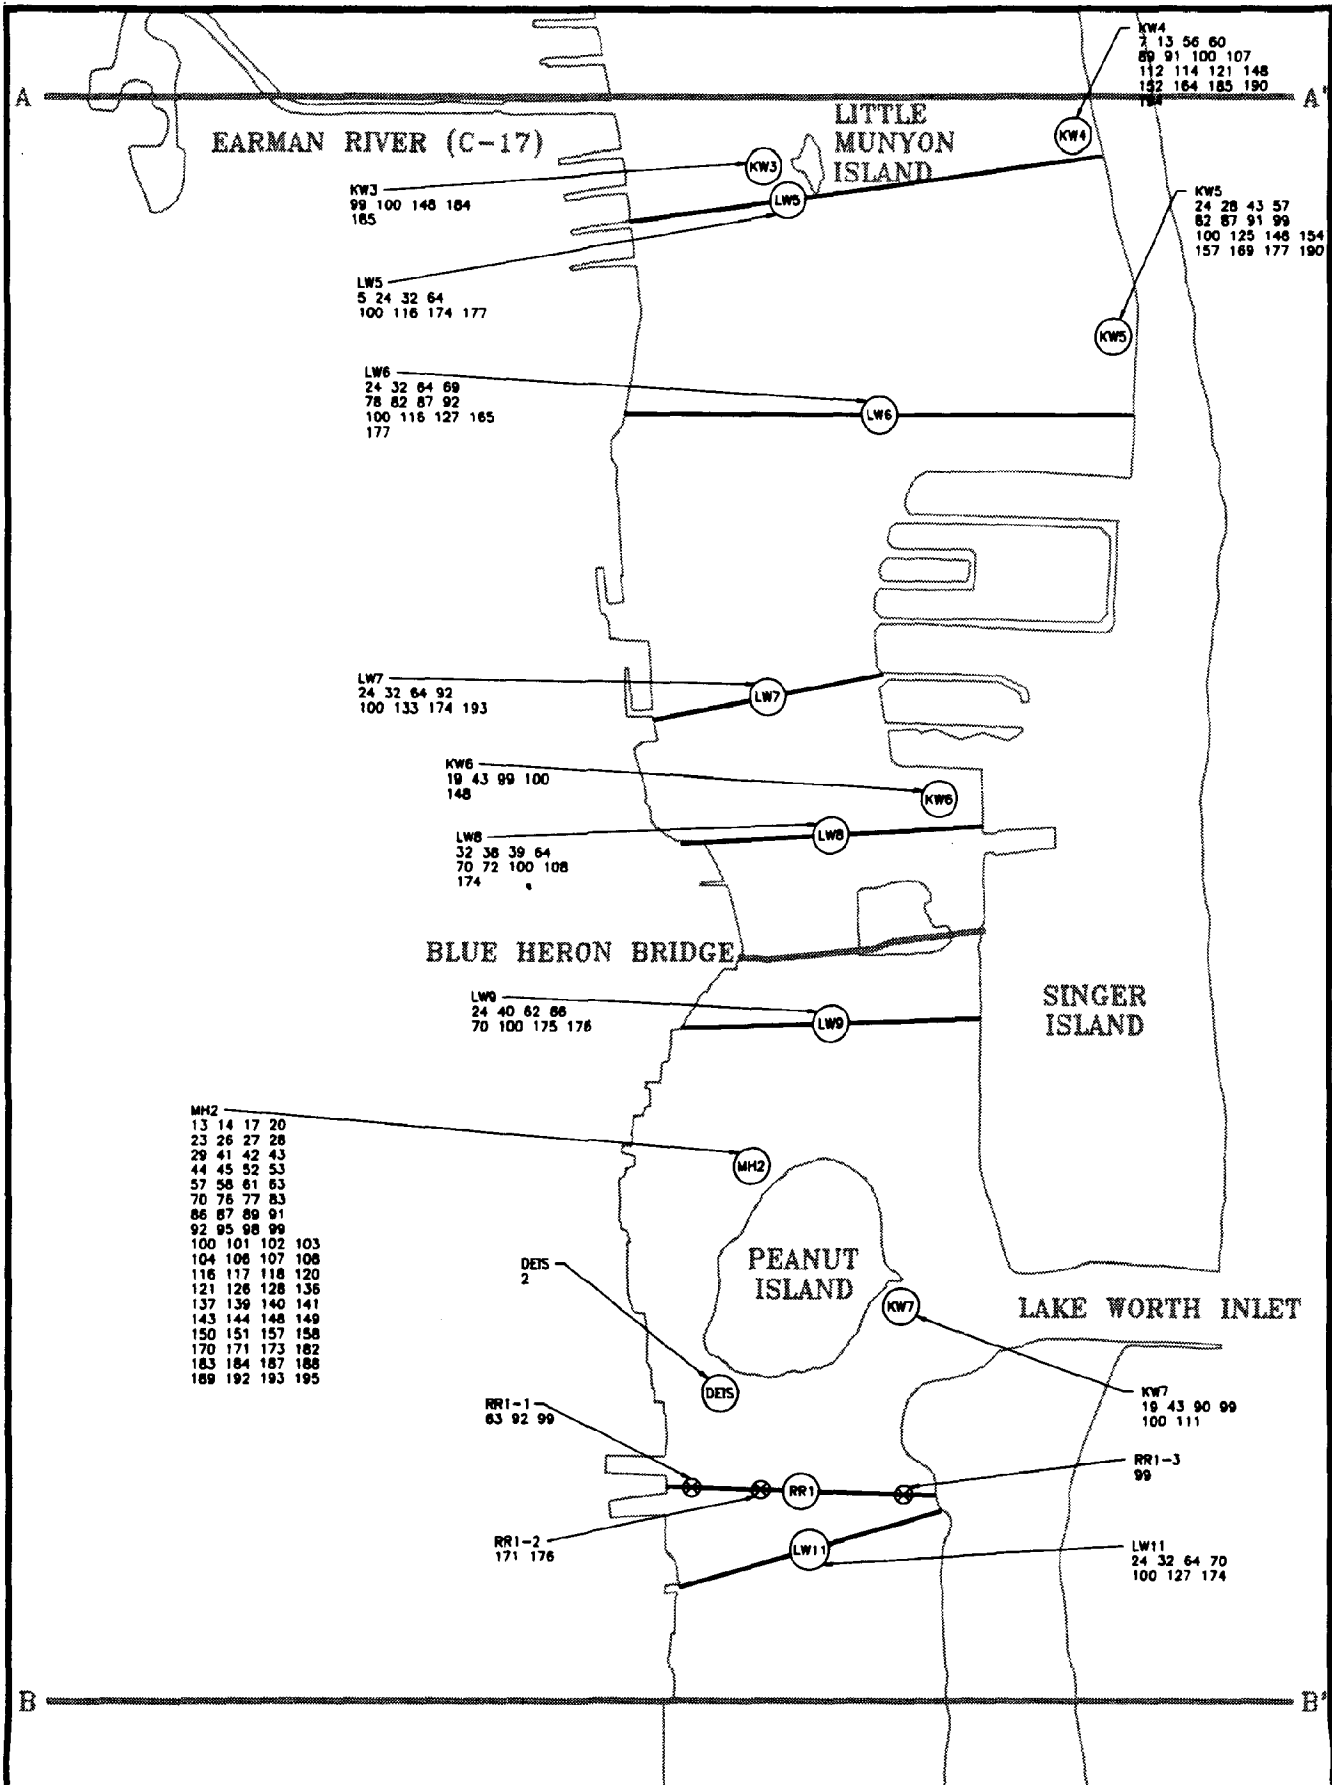 KW4
7 13 56 60
89 91 100 107
112 114 121 148
152 164 185 190
A
A'
LITTLE
MUNYON
ISLAND
KW4
EARMAN RIVER (C-17)
KW3
KW3
99 100 148 184
185
LW5
KW5
24 28 43 57
82 87 91 99
100 125 148 154
157 169 177 190
LW5
5 24 32 64
100 116 174 177
KW5
LW6
24 32 64 69
78 82 87 92
100 116 127 165
177
LW6
LW7
24 32 64 92
100 133 174 193
LW7
KW6
19 43 99 100
148
KW6
LW8
32 38 39 64
70 72 100 108
174
LW8
BLUE HERON BRIDGE
LW9
24 40 62 66
70 100 175 176
LW9
SINGER
ISLAND
MH2
13 14 17 20
23 26 27 28
29 41 42 43
44 45 52 53
57 58 61 63
70 76 77 83
86 87 89 91
92 95 98 99
100 101 102 103
104 106 107 108
116 117 118 120
121 126 128 136
137 139 140 141
143 144 148 149
150 151 157 158
170 171 173 182
183 184 187 188
189 192 193 195
MH2
PEANUT
ISLAND
DETS
2
KW7
LAKE WORTH INLET
DETS
KW7
19 43 90 99
100 111
RR1-1
63 92 99
RR1-3
99
RR1
RR1-2
171 176
LW11
LW11
24 32 64 70
100 127 174
B
B'